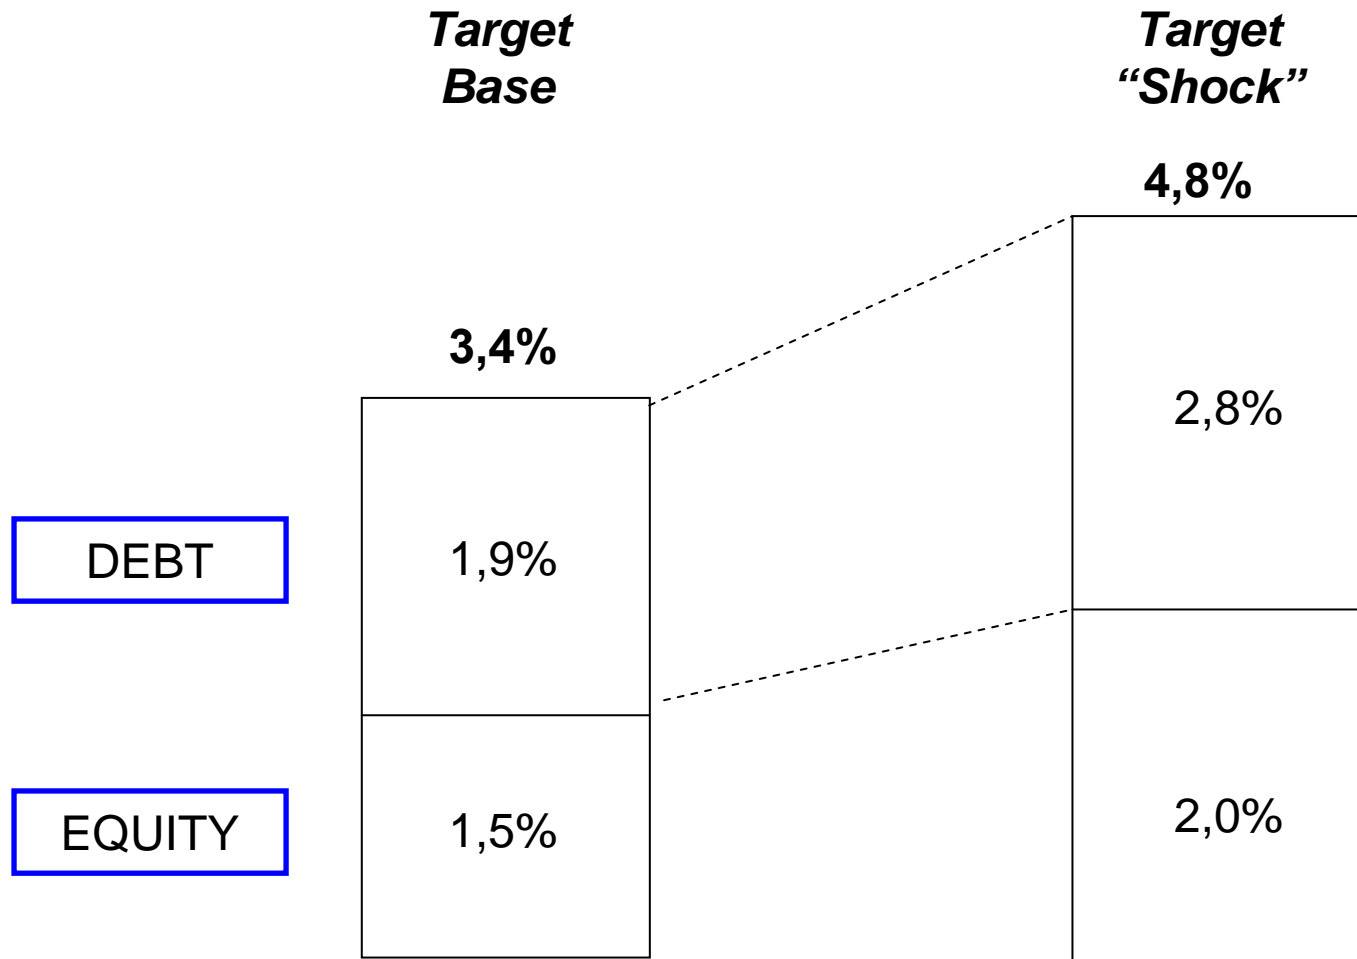 Target
Base
Target
“Shock”
4,8%
3,4%
2,8%
DEBT
1,9%
EQUITY
1,5%
2,0%